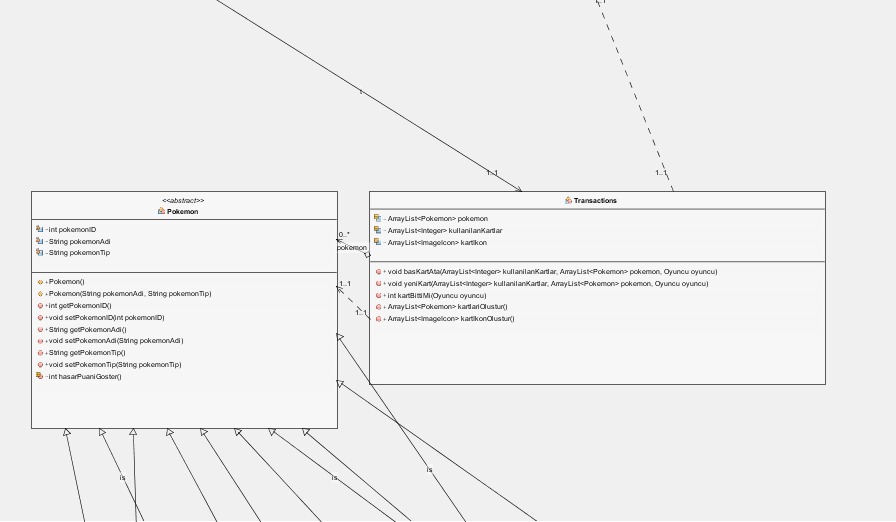 1
1..1
1..1
<<abstract>>
Pokemon
-int pokemonID
-String pokemonAdi
-String pokemonTip
+Pokemon()
+Pokemon(String pokemonAdi, String pokemonTip)
+int getPokemonID()
+void setPokemonID(int pokemonID)
+String getPokemonAdi()
+void setPokemonAdi(String pokemonAdi)
+String getPokemonTip()
+void setPokemonTip(String pokemonTip)
~int hasarPuaniGoster()
0..*
pokemon
1..1
1..1
Transactions
~ ArrayList<Pokemon> pokemon
~ ArrayList<Integer> kullanilanKartlar
~ ArrayList<ImageIcon> kartIkon
+ void basKartAta(ArrayList<Integer> kullanilanKartlar, ArrayList<Pokemon> pokemon, Oyuncu oyuncu)
+ void yeniKart(ArrayList<Integer> kullanilanKartlar, ArrayList<Pokemon> pokemon, Oyuncu oyuncu)
+ int kartBittiMi(Oyuncu oyuncu)
+ ArrayList<Pokemon> kartlariOlustur()
+ ArrayList<ImageIcon> kartIkonOlustur()
is
is
is